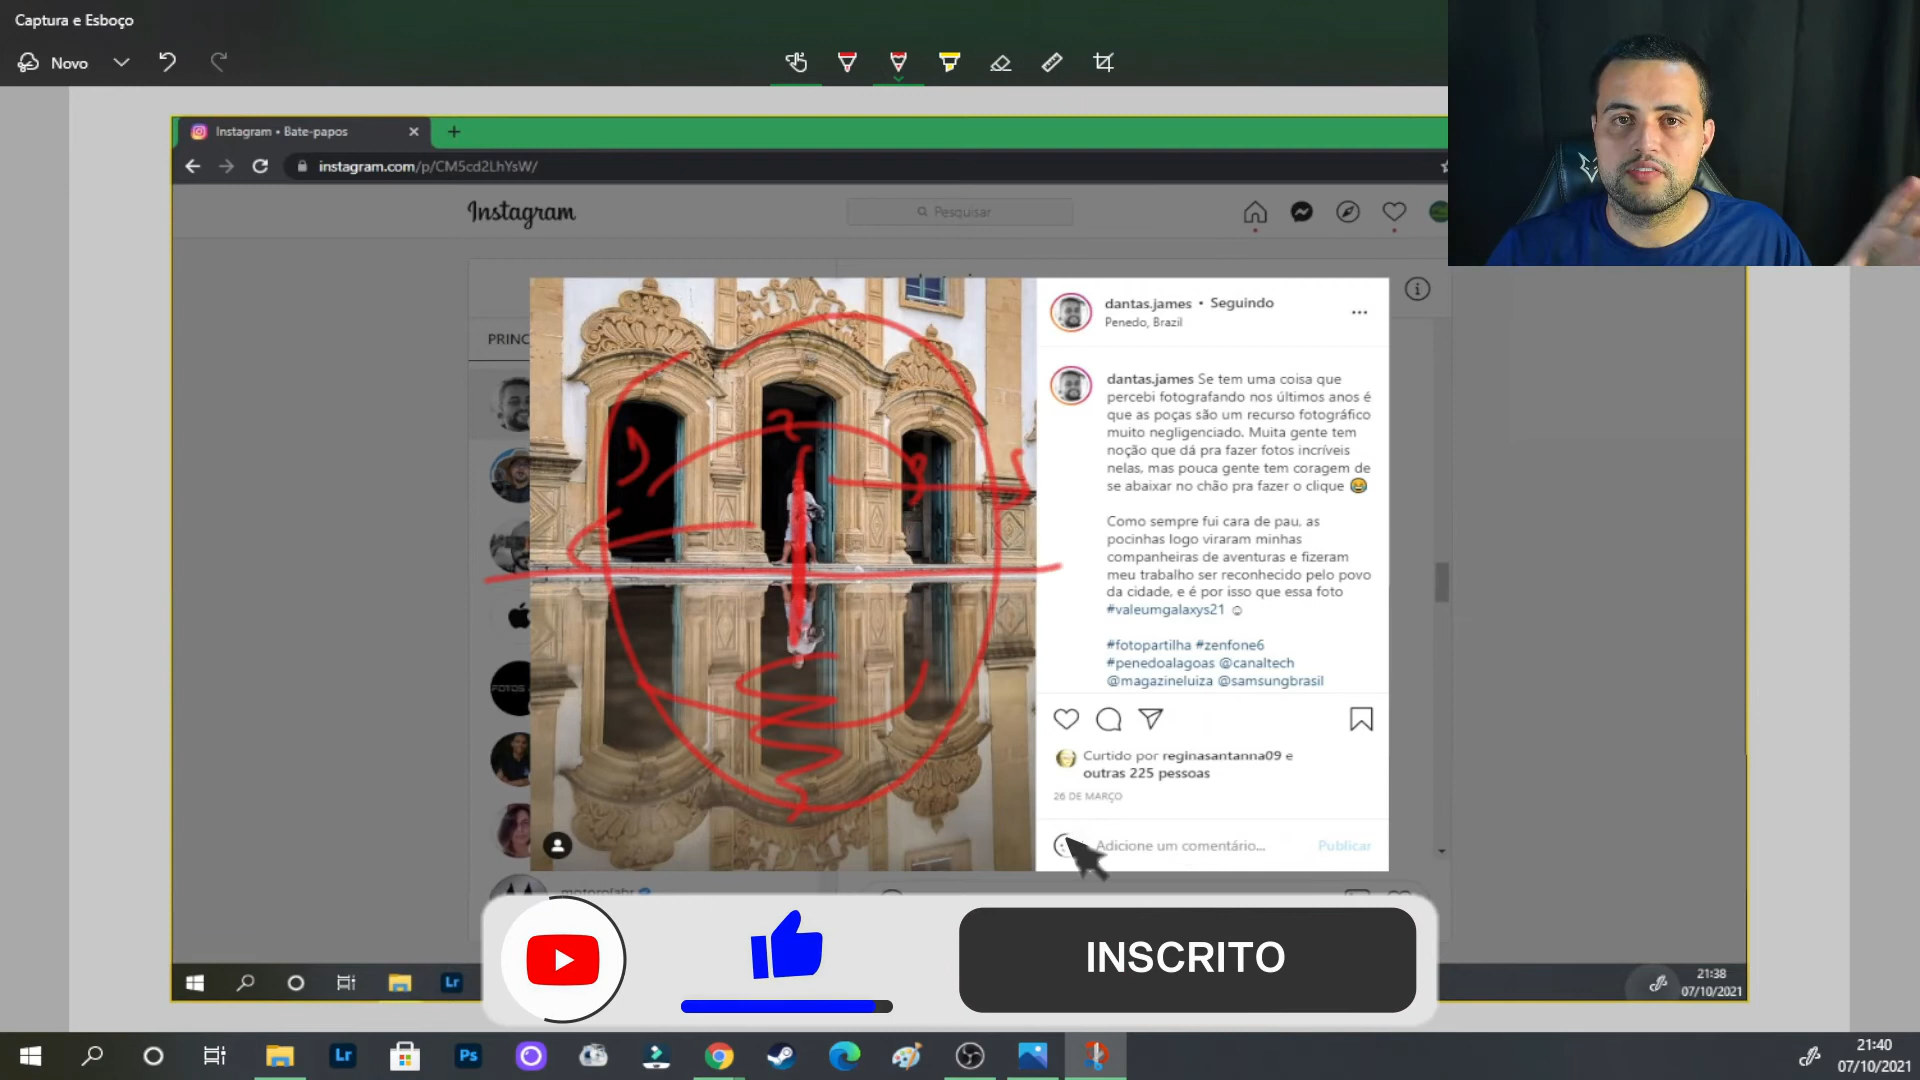 Captura e Esboço
Novo
Instagram • Bate-papos
instagram.com/p/CM5cd2LhYsW/
Instagram
Pesquisar
PRINC
dantas.james • Seguindo
Penedo, Brazil
dantas.james Se tem uma coisa que
percebi fotografando nos últimos anos é
que as poças são um recurso fotográfico
muito negligenciado. Muita gente tem
noção que dá pra fazer fotos incríveis
nelas, mas pouca gente tem coragem de
se abaixar no chão pra fazer o clique 😂
Como sempre fui cara de pau, as
pocinhas logo viraram minhas
companheiras de aventuras e fizeram
meu trabalho ser reconhecido pelo povo
da cidade, e é por isso que essa foto
#valeumgalaxys21 ☺
#fotopartilha #zenfone6
#penedoalagoas @canaltech
@magazineluiza @samsungbrasil
Curtido por reginasantanna09 e
outras 225 pessoas
26 DE MARÇO
Adicione um comentário...
Publicar
INSCRITO
Lr
21:38
07/10/2021
Lr
Ps
21:40
07/10/2021